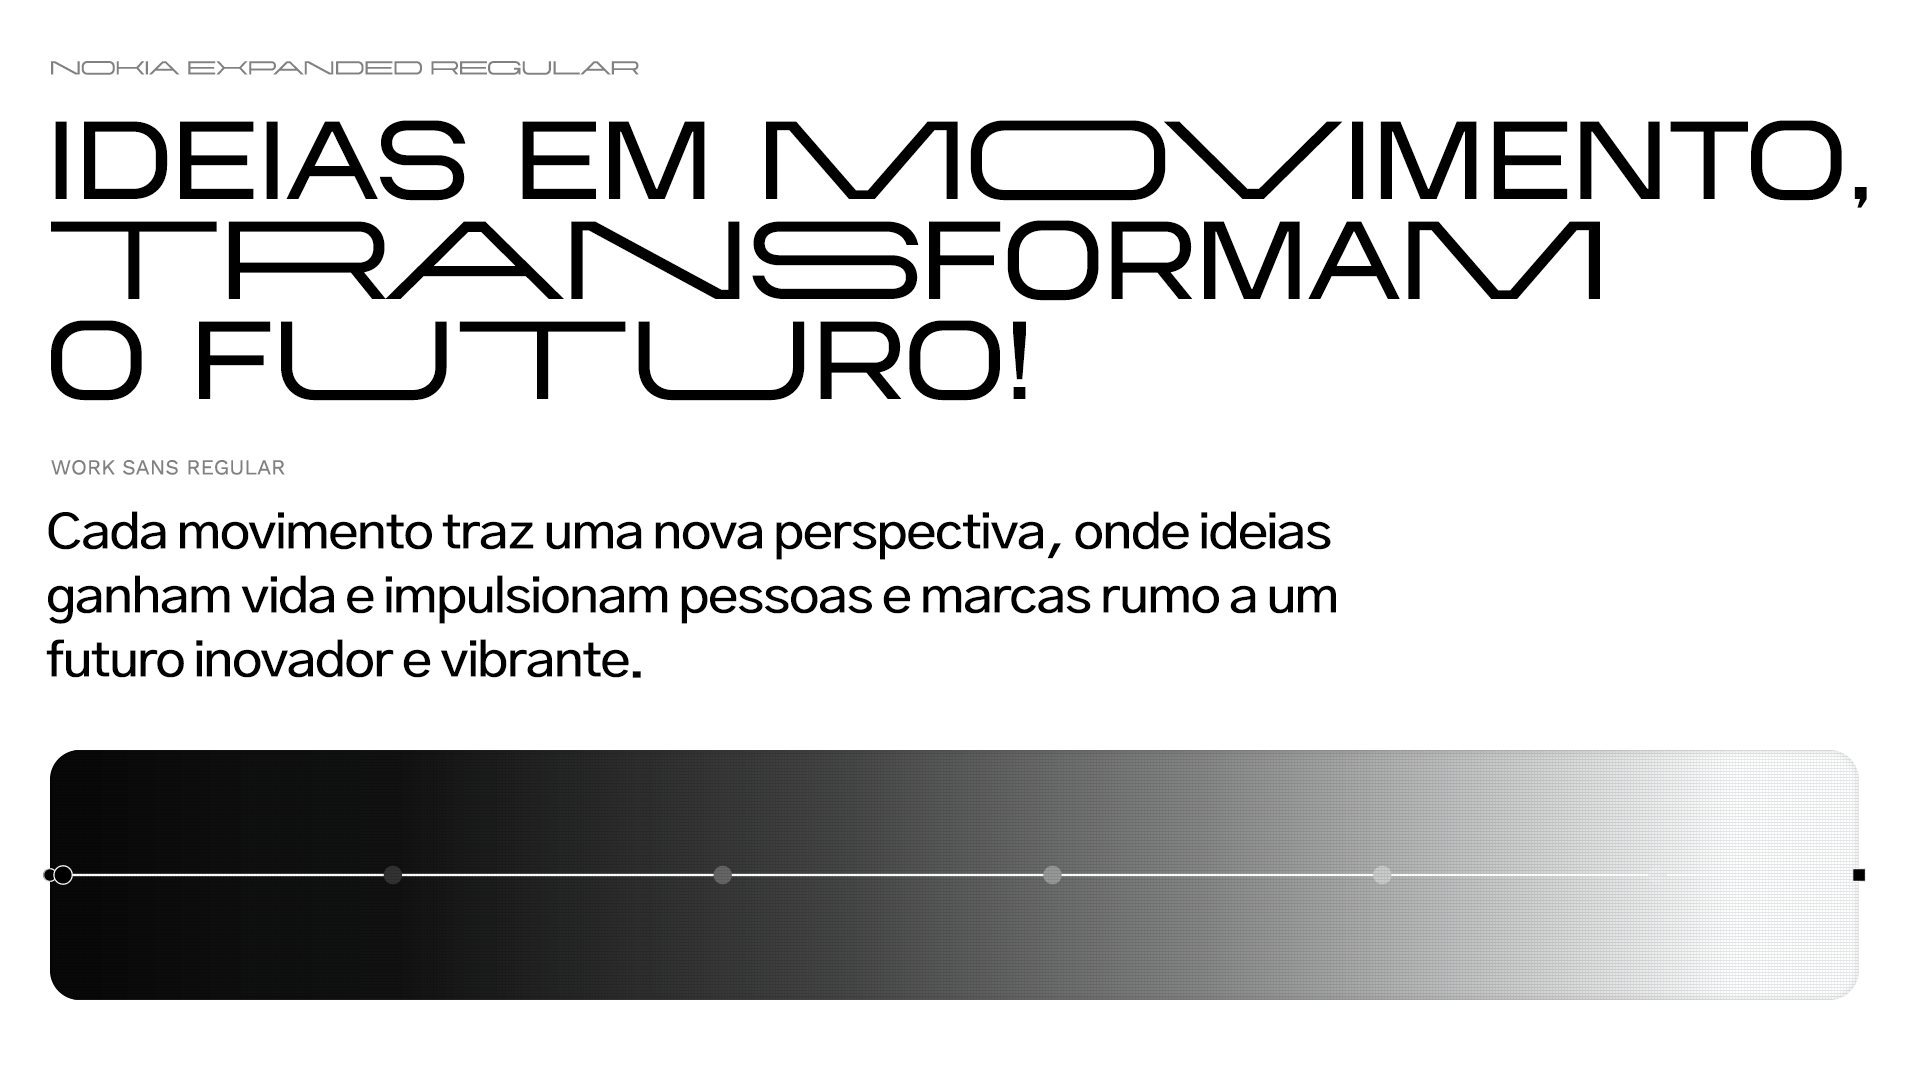 NOKIA EXPANDED REGULAR
IDEIAS EM MOVIMENTO,
TRANSFORMAM
O FUTURO!
WORK SANS REGULAR
Cada movimento traz uma nova perspectiva, onde ideias
ganham vida e impulsionam pessoas e marcas rumo a um
futuro inovador e vibrante.